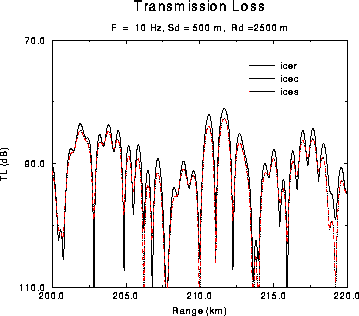 Transmission Loss
F = 10 Hz, Sd = 500 m, Rd =2500 m
70.0
icer
icec
ices
TL (dB)
90.0
110.0
200.0 205.0 210.0 215.0 220.0
Range (km)